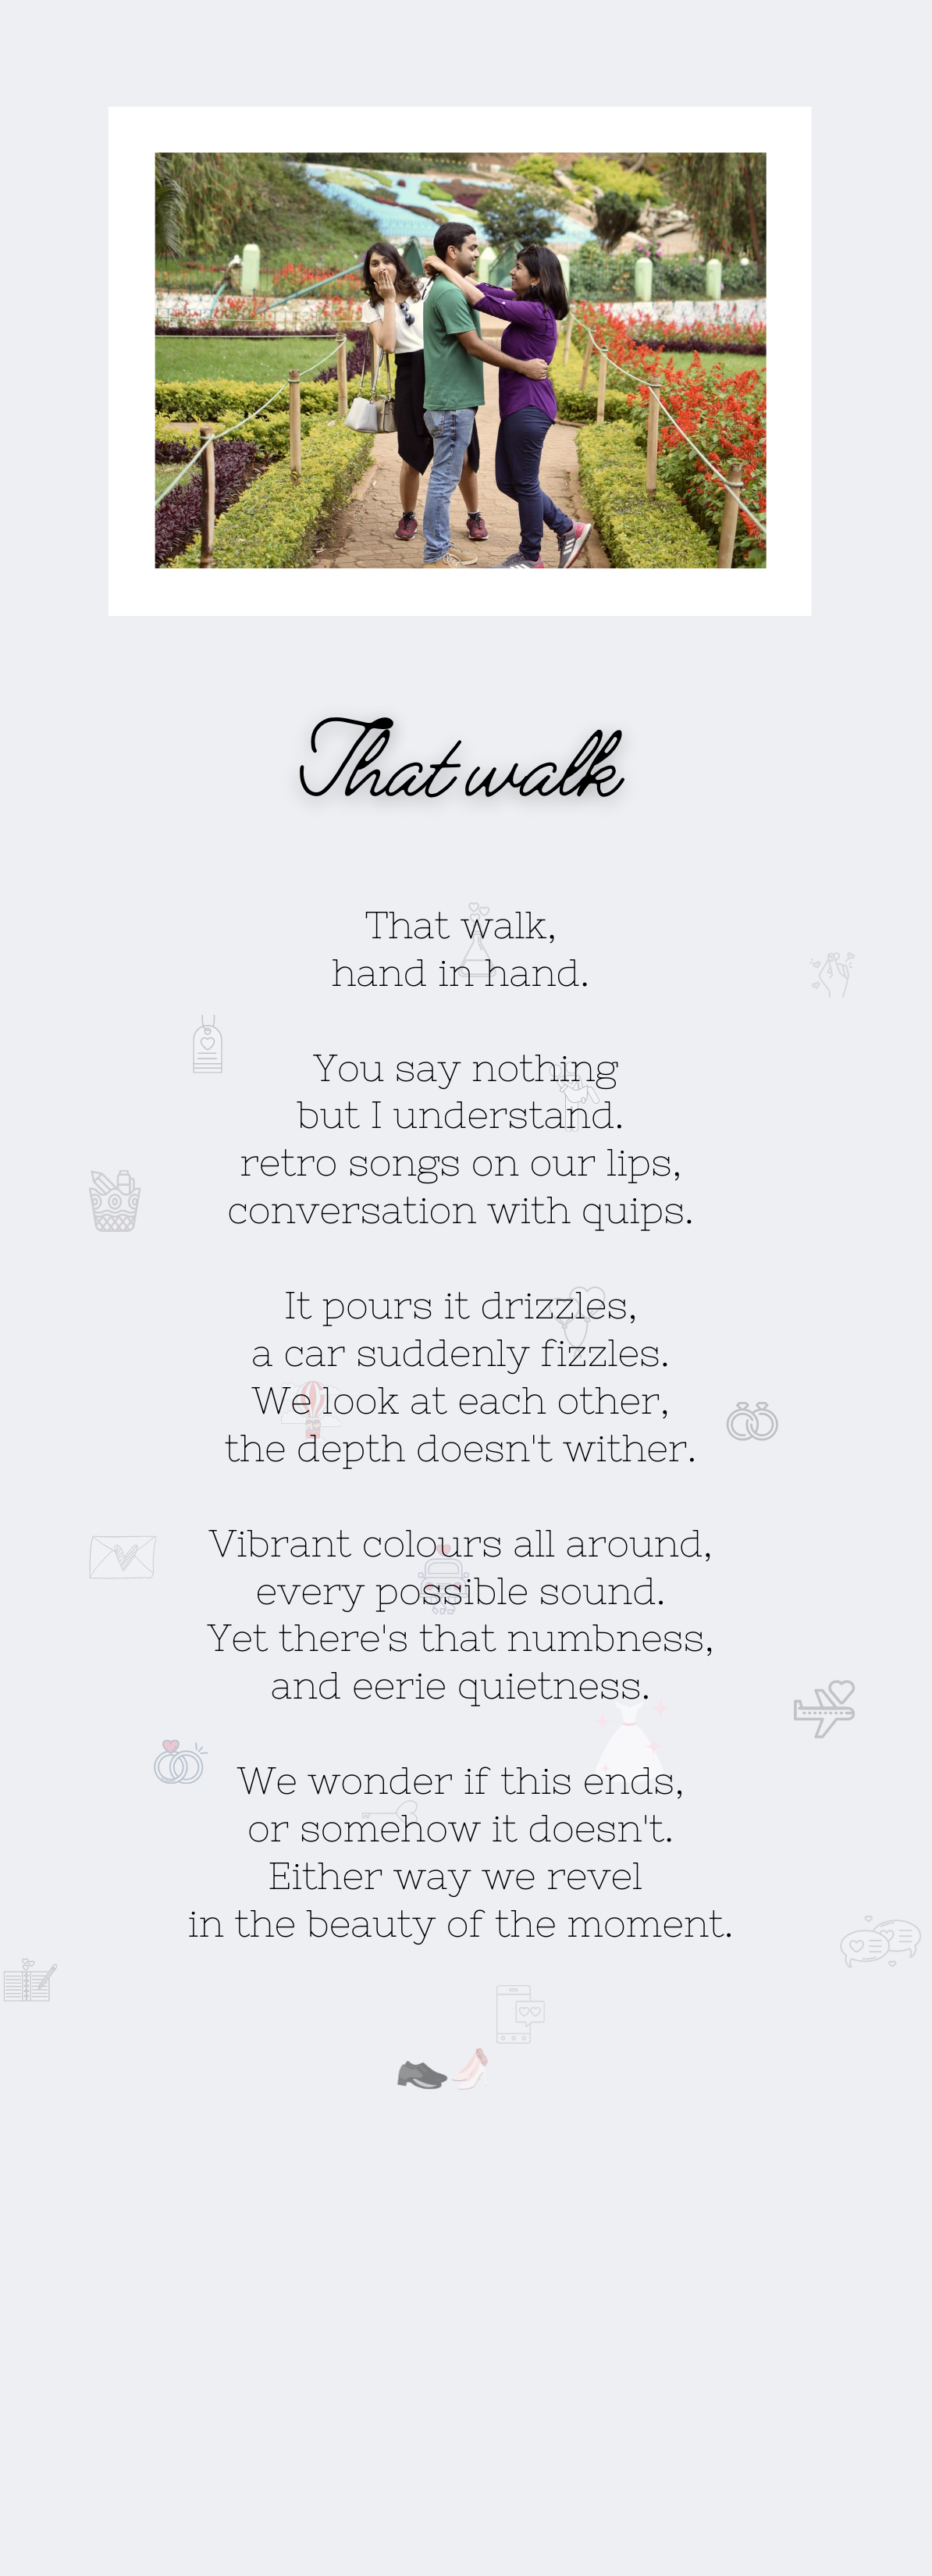 That walk
That walk,
hand in hand.
You say nothing
but I understand.
retro songs on our lips,
conversation with quips.
It pours it drizzles,
a car suddenly fizzles.
We look at each other,
the depth doesn't wither.
Vibrant colours all around,
every possible sound.
Yet there's that numbness,
and eerie quietness.
We wonder if this ends,
or somehow it doesn't.
Either way we revel
in the beauty of the moment.